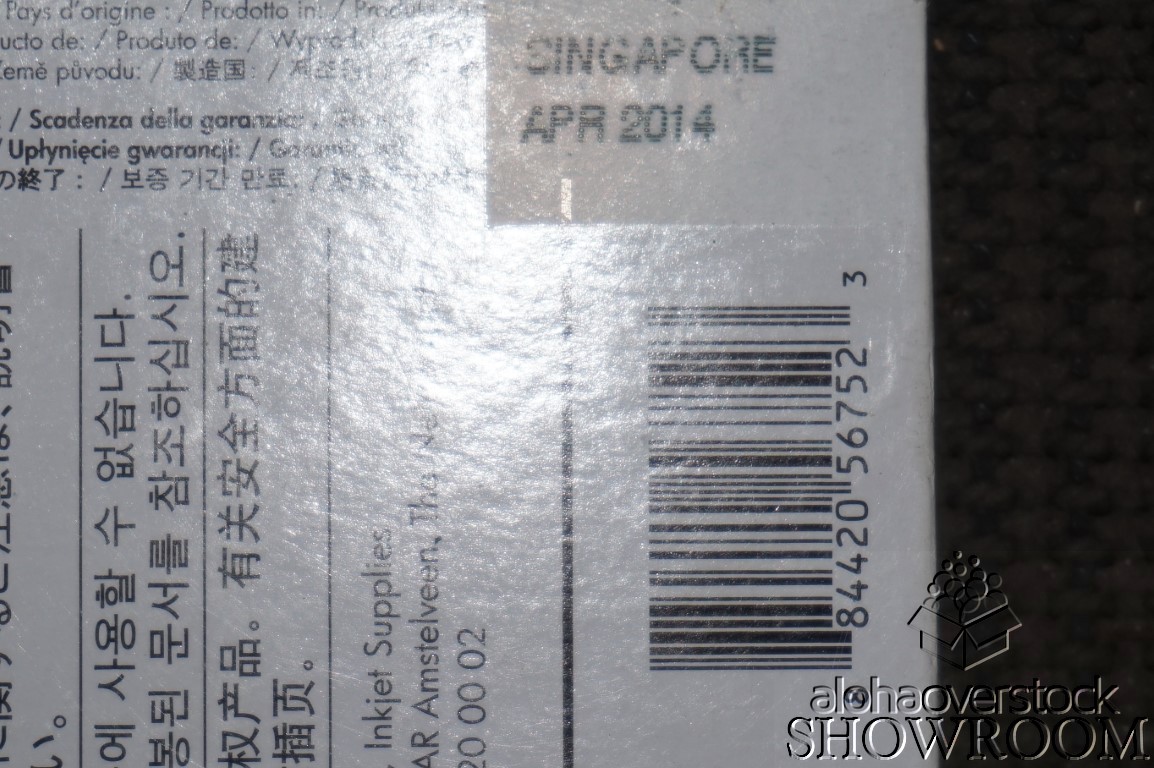 Pays d'origine : / Prodotto in: /
ucto de: / Produto de: /
Země původu: / 製造国: /
: / Scadenza della garanzia:
/ Upłynięcie gwarancji: /
の終了 : / 보증 기간 만료: /
SINGAPORE
APR 2014
い。
에 사용할 수 없습니다.
봉된 문서를 참조하십시오.
权产品。有关安全方面的建
插页。
Inkjet Supplies
AR Amstelveen, The
20 00 02
8 84420 56752 3
alohaoverstock
SHOWROOM